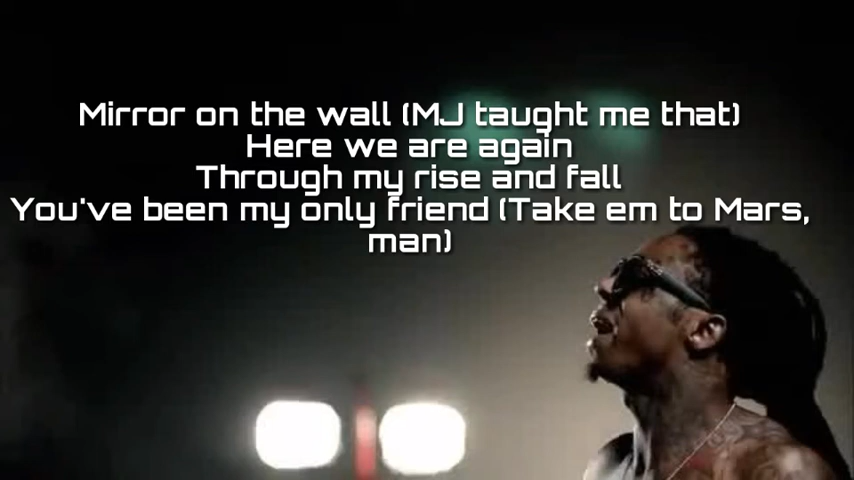 Mirror on the wall (MJ taught me that)
Here we are again
Through my rise and fall
You've been my only friend (Take em to Mars,
man)